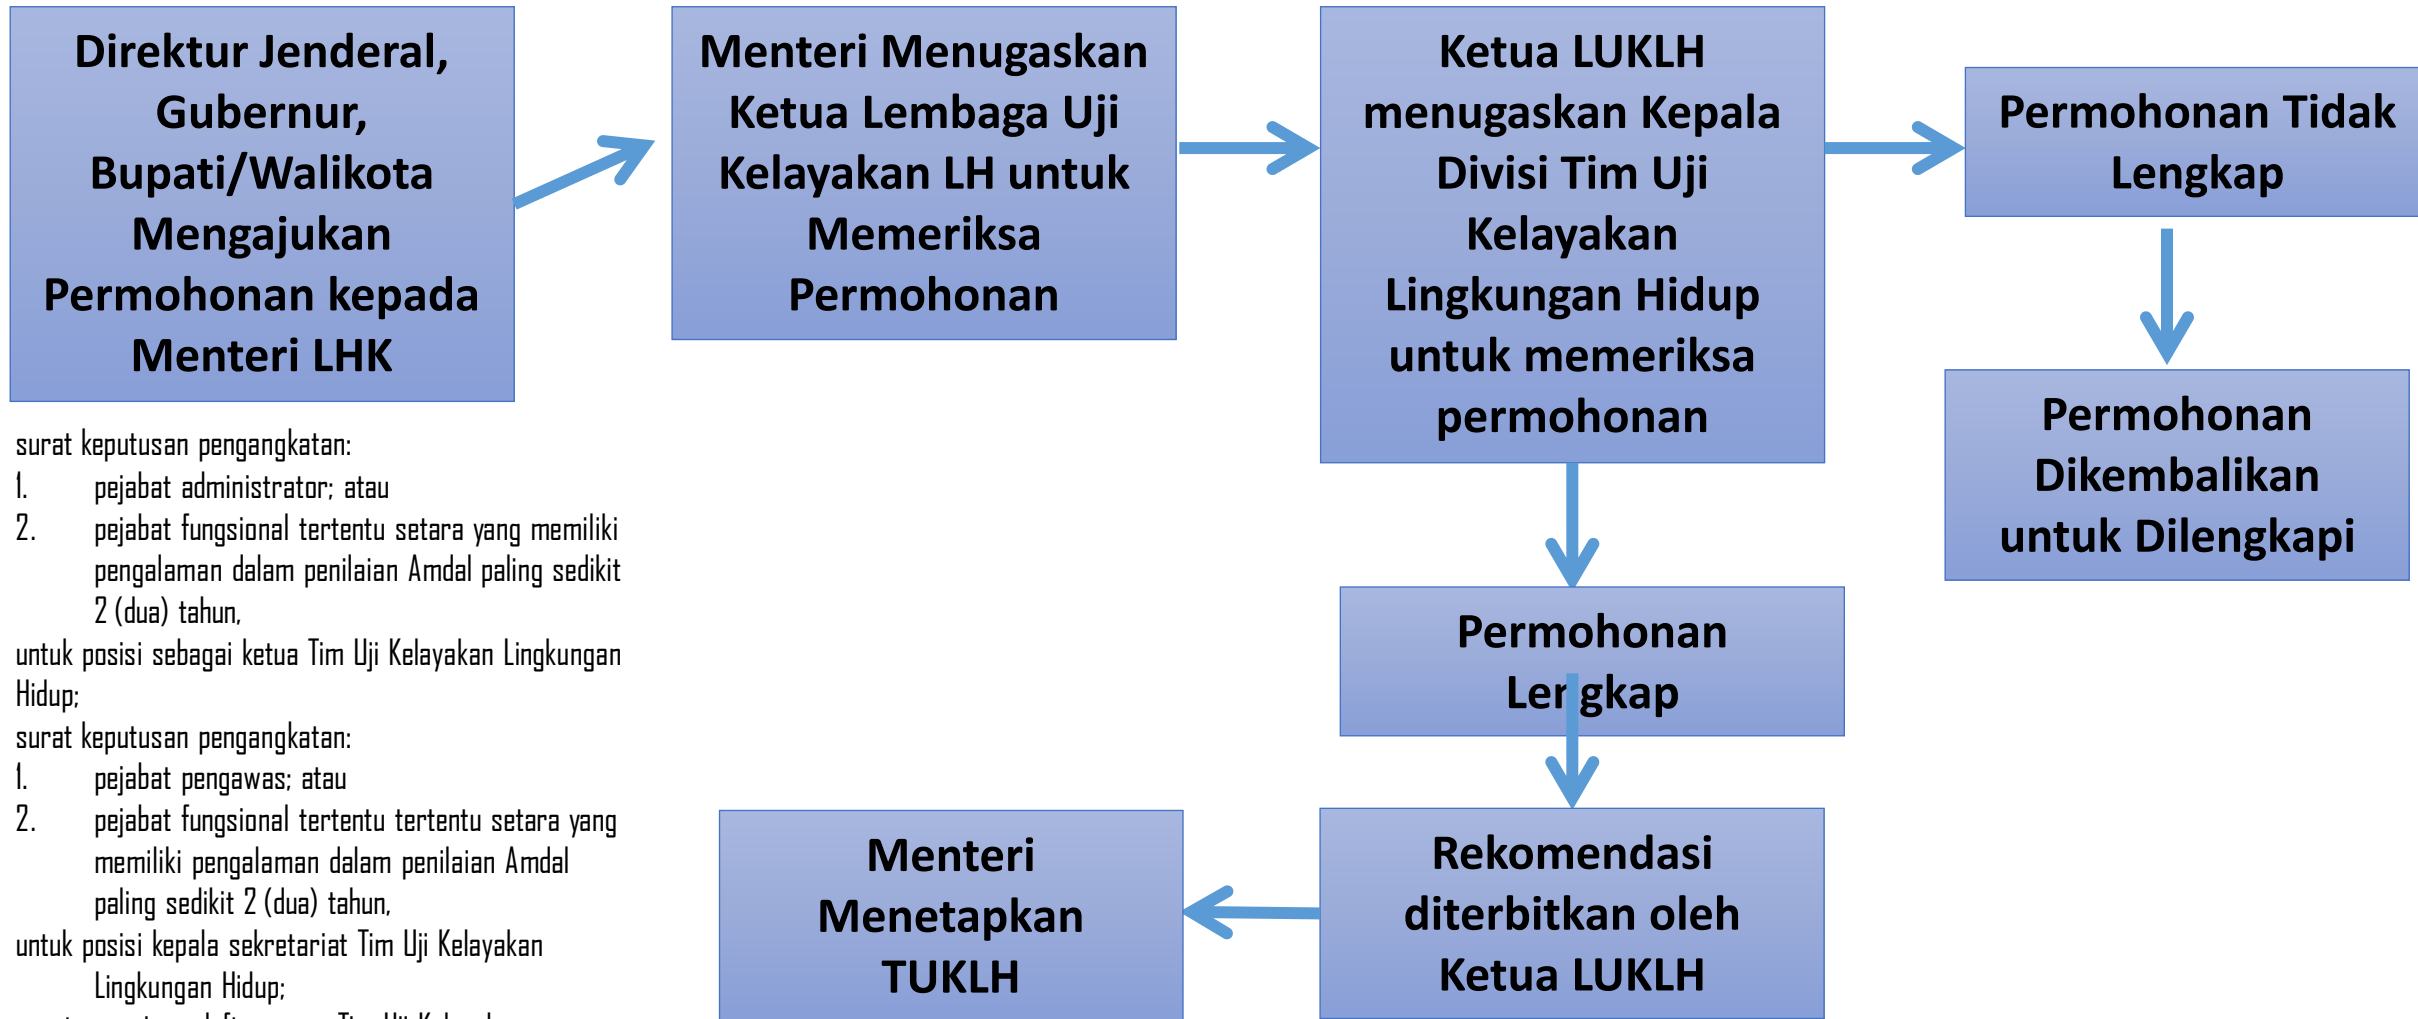 Direktur Jenderal,
Gubernur,
Bupati/Walikota
Mengajukan
Permohonan kepada
Menteri LHK
Menteri Menugaskan
Ketua Lembaga Uji
Kelayakan LH untuk
Memeriksa
Permohonan
Ketua LUKLH
menugaskan Kepala
Divisi Tim Uji
Kelayakan
Lingkungan Hidup
untuk memeriksa
permohonan
Permohonan Tidak
Lengkap
Permohonan
Dikembalikan
untuk Dilengkapi
Permohonan
Lengkap
Rekomendasi
diterbitkan oleh
Ketua LUKLH
Menteri
Menetapkan
TUKLH
surat keputusan pengangkatan:
1. pejabat administrator; atau
2. pejabat fungsional tertentu setara yang memiliki
pengalaman dalam penilaian Amdal paling sedikit
2 (dua) tahun,
untuk posisi sebagai ketua Tim Uji Kelayakan Lingkungan
Hidup;
surat keputusan pengangkatan:
1. pejabat pengawas; atau
2. pejabat fungsional tertentu tertentu setara yang
memiliki pengalaman dalam penilaian Amdal
paling sedikit 2 (dua) tahun,
untuk posisi kepala sekretariat Tim Uji Kelayakan
Lingkungan Hidup;